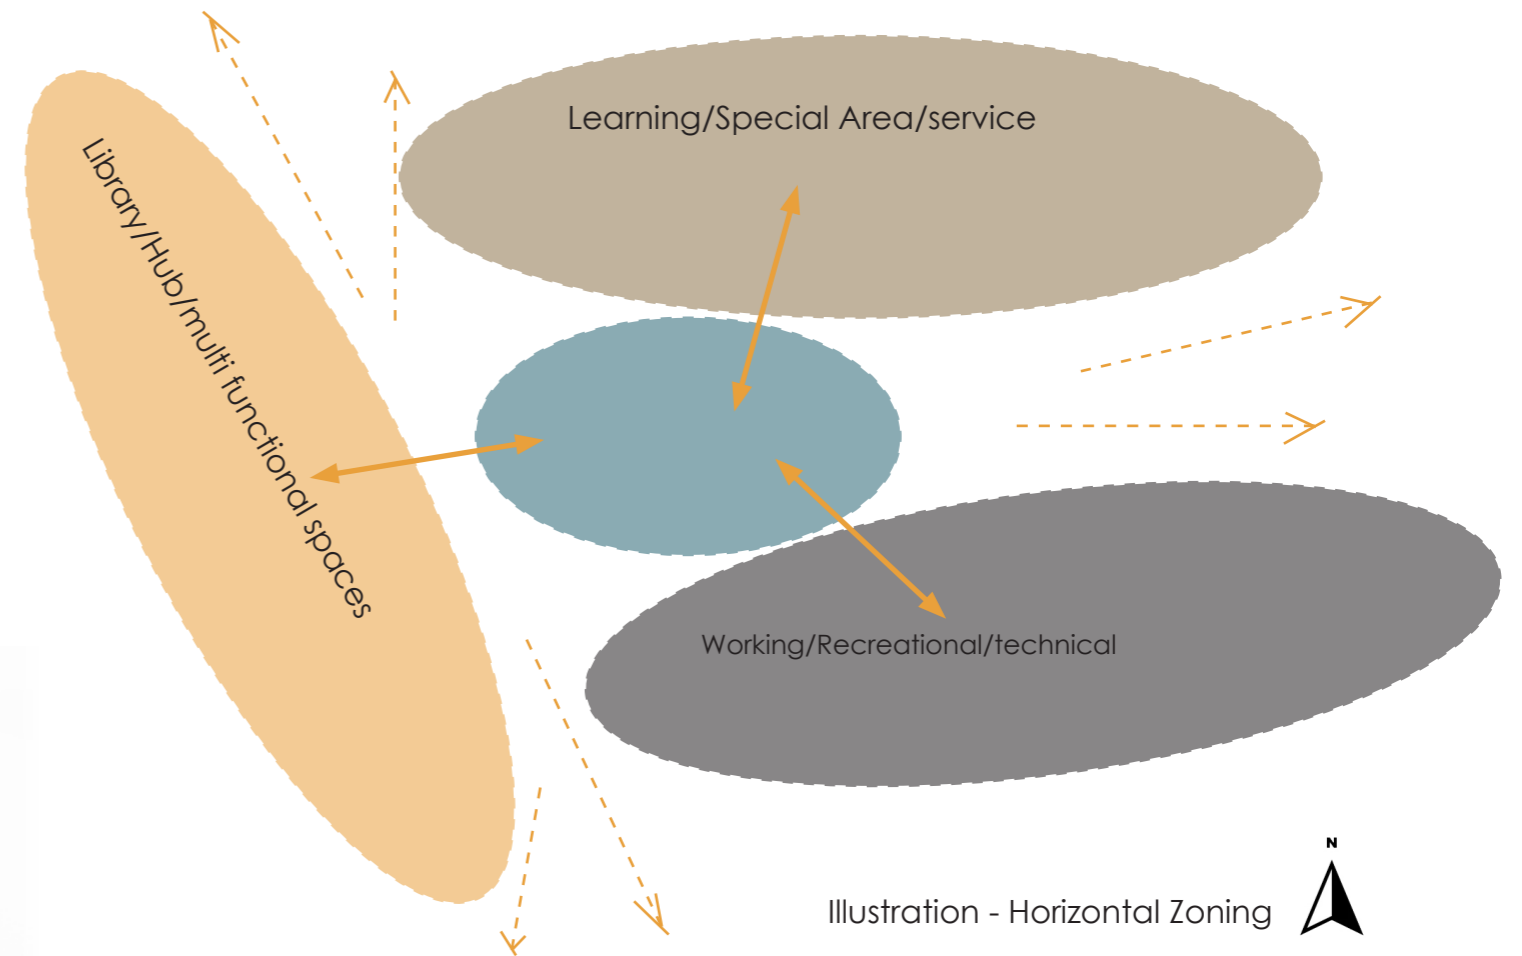 Learning/Special Area/service
Library/Hub/multi functional spaces
Working/Recreational/technical
N
Illustration - Horizontal Zoning